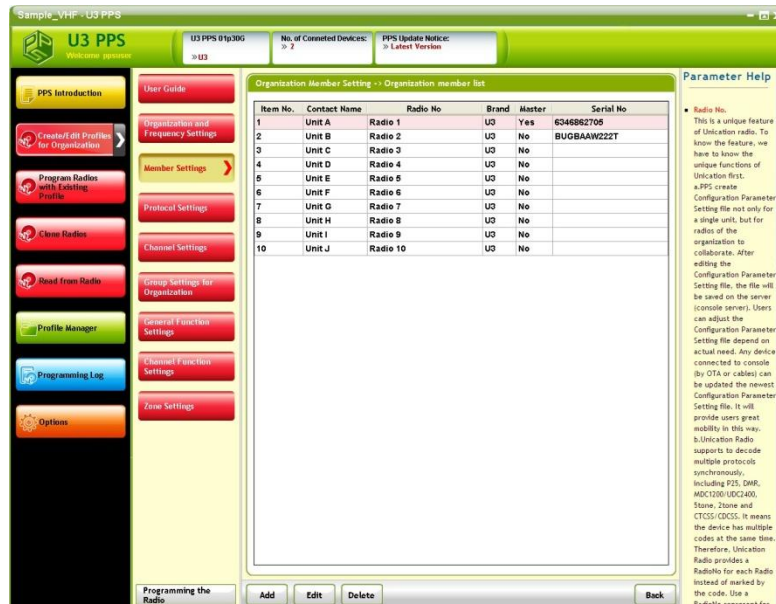 Sample_VHF - U3 PPS
U3 PPS
Welcome ppsuser
U3 PPS 01p30G
>> U3
No. of Conneted Devices:
>> 2
PPS Update Notice:
>> Latest Version
PPS Introduction
Create/Edit Profiles for Organization
Program Radios with Existing Profile
Clone Radios
Read from Radio
Profile Manager
Programming Log
Options
User Guide
Organization and Frequency Settings
Member Settings
Protocol Settings
Channel Settings
Group Settings for Organization
General Function Settings
Channel Function Settings
Zone Settings
Programming the Radio
Organization Member Setting -> Organization member list
Item No. Contact Name Radio No Brand Master Serial No
1 Unit A Radio 1 U3 Yes 6346862705
2 Unit B Radio 2 U3 No BUGBAAW222T
3 Unit C Radio 3 U3 No
4 Unit D Radio 4 U3 No
5 Unit E Radio 5 U3 No
6 Unit F Radio 6 U3 No
7 Unit G Radio 7 U3 No
8 Unit H Radio 8 U3 No
9 Unit I Radio 9 U3 No
10 Unit J Radio 10 U3 No
Add Edit Delete Back
Parameter Help
Radio No.
This is a unique feature
of Unication radio. To
know the feature, we
have to know the
unique functions of
Unication first.
a.PPS create
Configuration Parameter
Setting file not only for
a single unit, but for
radios of the
organization to
collaborate. After
editing the
Configuration Parameter
Setting file, the file will
be saved on the server
(console server). Users
can adjust the
Configuration Parameter
Setting file depend on
actual need. Any device
connected to console
(by OTA or cables) can
be updated the newest
Configuration Parameter
Setting file. It will
provide users great
mobility in this way.
b.Unication Radio
supports to decode
multiple protocols
synchronously,
including P25, DMR,
MDC1200/UDC2400,
5tone, 2tone and
CTCSS/CDCSS. It means
the device has multiple
codes at the same time.
Therefore, Unication
Radio provides a
RadioNo for each Radio
instead of marked by
the code. Use a